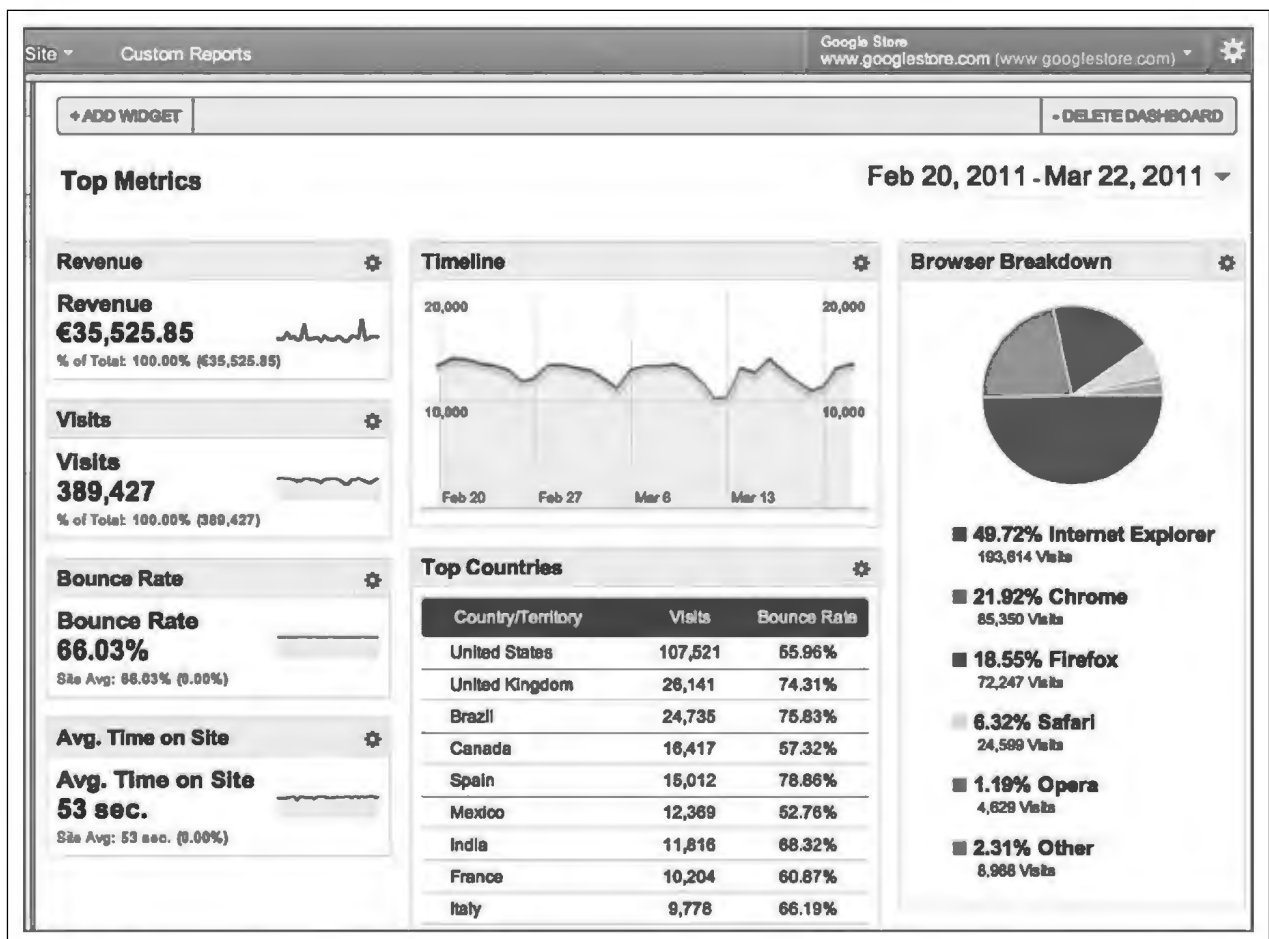 Site
Custom Reports
Google Store
www.googlestore.com (www.googlestore.com)
+ ADD WIDGET
- DELETE DASHBOARD
Top Metrics
Feb 20, 2011 - Mar 22, 2011
Revenue
Revenue
€35,525.85
% of Total: 100.00% (€35,525.85)
Visits
Visits
389,427
% of Total: 100.00% (389,427)
Bounce Rate
Bounce Rate
66.03%
Site Avg: 66.03% (0.00%)
Avg. Time on Site
Avg. Time on Site
53 sec.
Site Avg: 53 sec. (0.00%)
Timeline
20,000 20,000
10,000 10,000
Feb 20 Feb 27 Mar 6 Mar 13
Top Countries
Country/Territory Visits Bounce Rate
United States 107,521 55.96%
United Kingdom 26,141 74.31%
Brazil 24,735 75.83%
Canada 16,417 57.32%
Spain 15,012 78.86%
Mexico 12,369 52.76%
India 11,816 68.32%
France 10,204 60.87%
Italy 9,778 66.19%
Browser Breakdown
49.72% Internet Explorer
193,614 Visits
21.92% Chrome
85,350 Visits
18.55% Firefox
72,247 Visits
6.32% Safari
24,599 Visits
1.19% Opera
4,629 Visits
2.31% Other
8,988 Visits